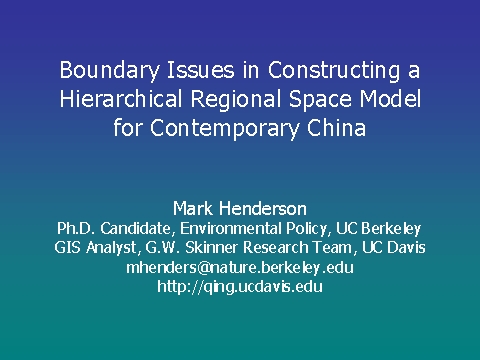 Boundary Issues in Constructing a
Hierarchical Regional Space Model
for Contemporary China
Mark Henderson
Ph.D. Candidate, Environmental Policy, UC Berkeley
GIS Analyst, G.W. Skinner Research Team, UC Davis
mhenders@nature.berkeley.edu
http://qing.ucdavis.edu